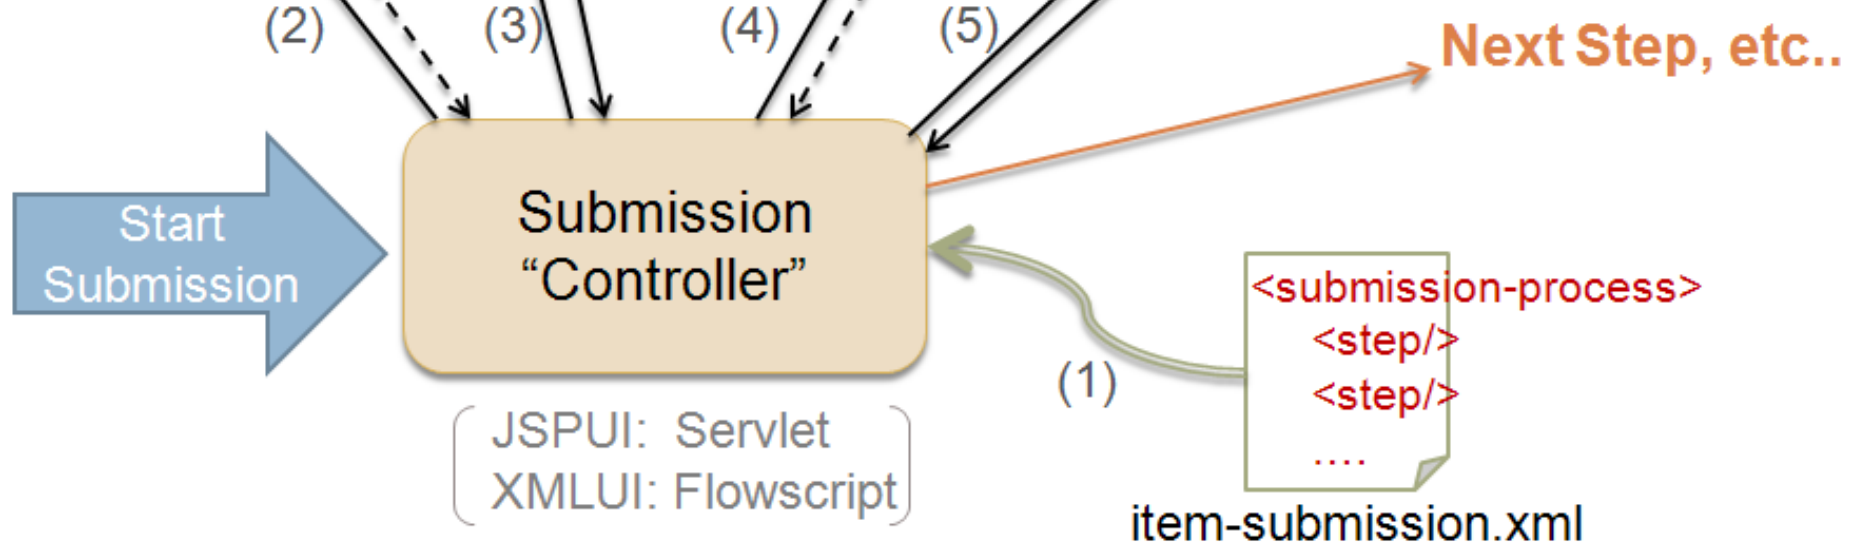 (2)
(3)
(4)
(5)
Next Step, etc..
Start
Submission
Submission
“Controller”
<submission-process>
<step/>
<step/>
....
(1)
JSPUI: Servlet
XMLUI: Flowscript
item-submission.xml